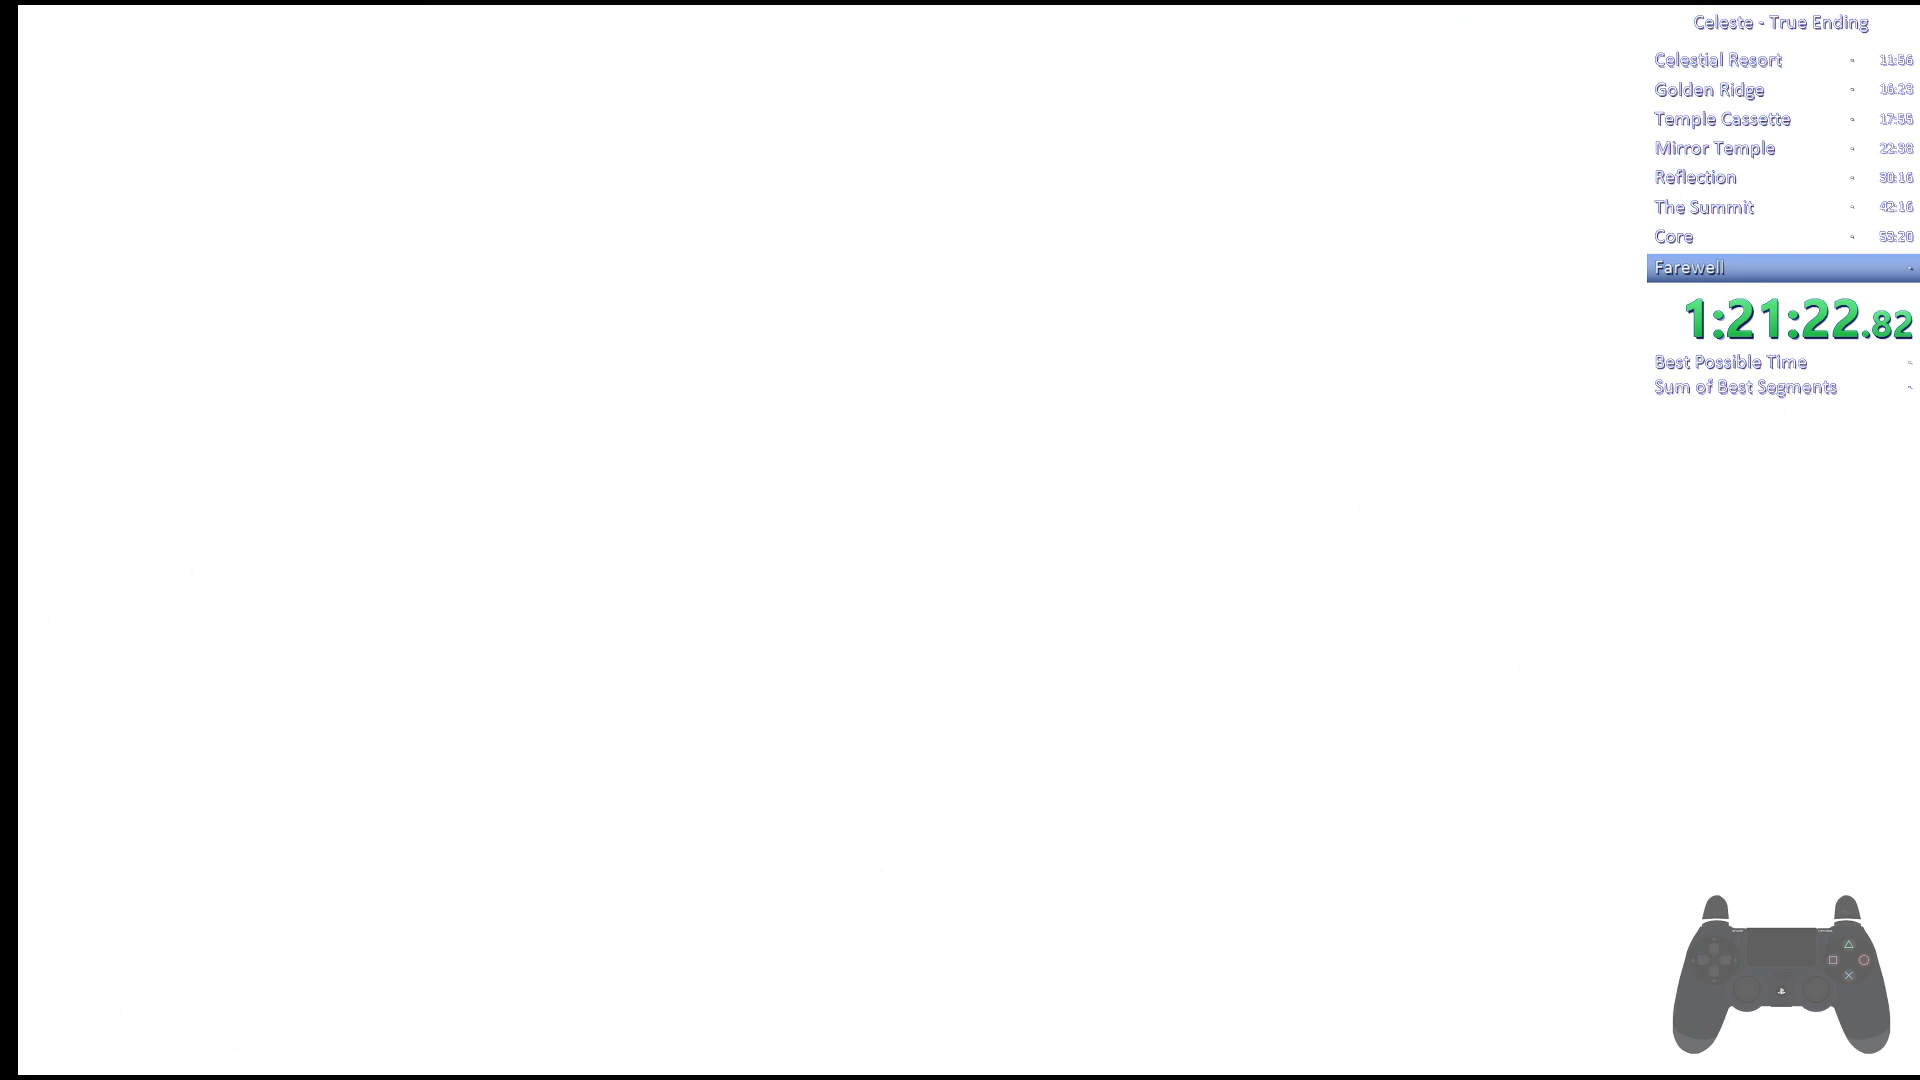 Celeste - True Ending
Celestial Resort - 11:56
Golden Ridge - 16:23
Temple Cassette - 17:55
Mirror Temple - 22:38
Reflection - 30:16
The Summit - 42:16
Core - 53:20
Farewell -
1:21:22.82
Best Possible Time -
Sum of Best Segments -